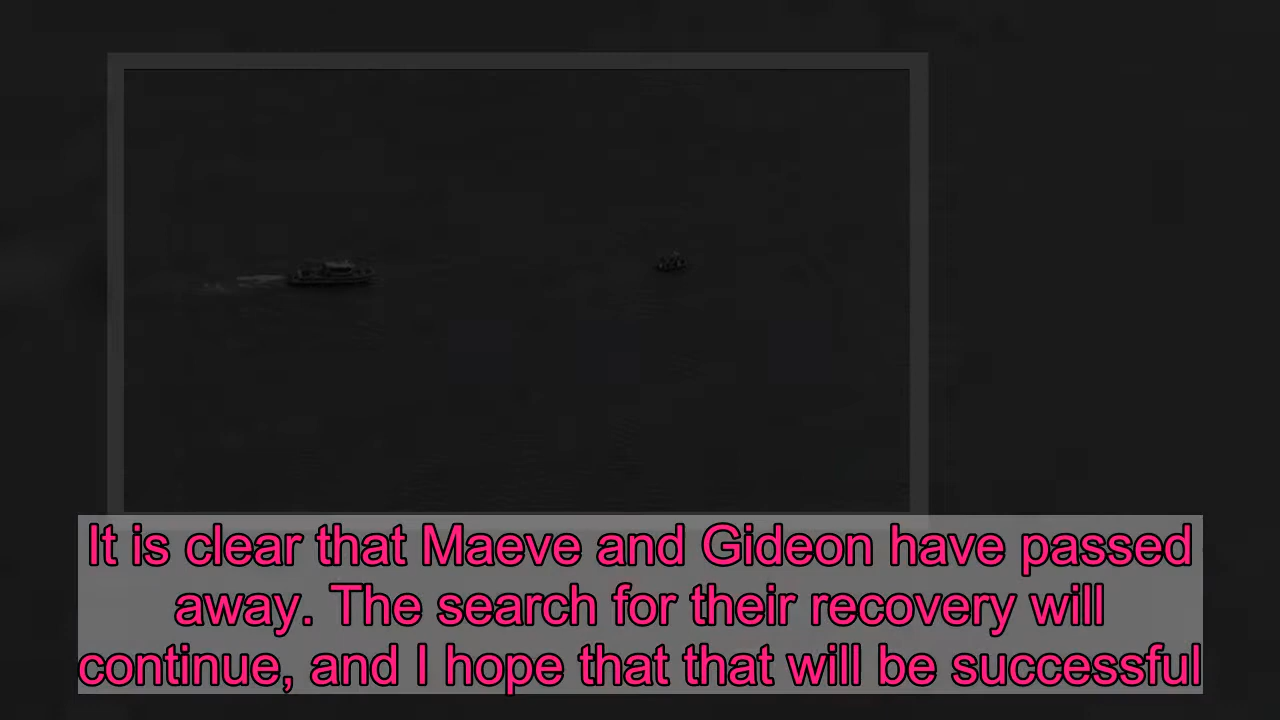 It is clear that Maeve and Gideon have passed
away. The search for their recovery will
continue, and I hope that that will be successful